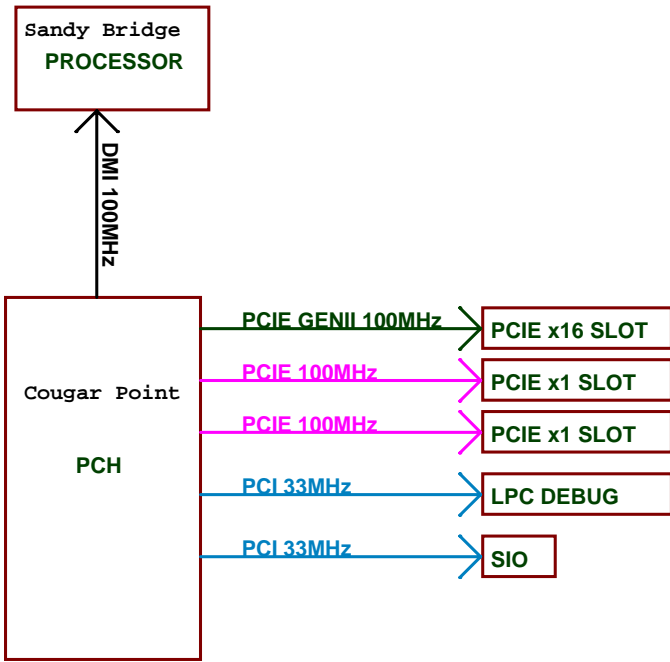 Sandy Bridge
PROCESSOR
DMI 100MHz
PCIE GENII 100MHz
PCIE x16 SLOT
PCIE 100MHz
PCIE x1 SLOT
Cougar Point
PCIE 100MHz
PCIE x1 SLOT
PCH
PCI 33MHz
LPC DEBUG
PCI 33MHz
SIO